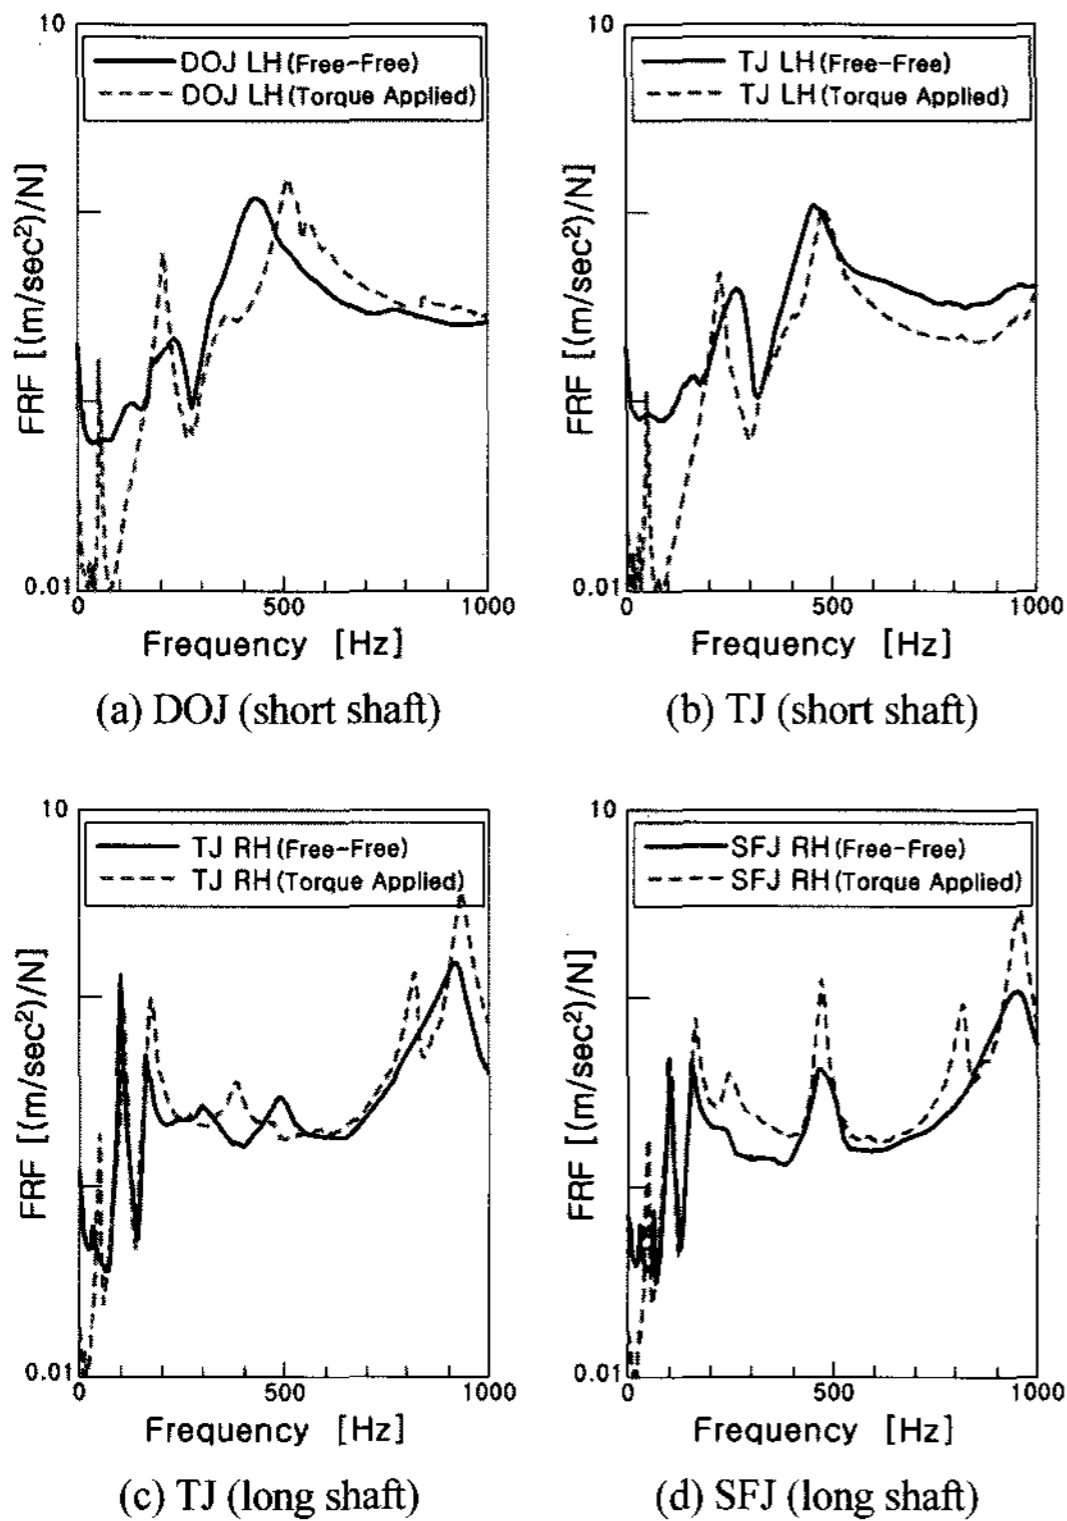 10
DOJ LH (Free-Free)
DOJ LH (Torque Applied)
FRF [(m/sec²)/N]
0.01
0 500 1000
Frequency [Hz]
(a) DOJ (short shaft)
10
TJ LH (Free-Free)
TJ LH (Torque Applied)
FRF [(m/sec²)/N]
0.01
0 500 1000
Frequency [Hz]
(b) TJ (short shaft)
10
TJ RH (Free-Free)
TJ RH (Torque Applied)
FRF [(m/sec²)/N]
0.01
0 500 1000
Frequency [Hz]
(c) TJ (long shaft)
10
SFJ RH (Free-Free)
SFJ RH (Torque Applied)
FRF [(m/sec²)/N]
0.01
0 500 1000
Frequency [Hz]
(d) SFJ (long shaft)